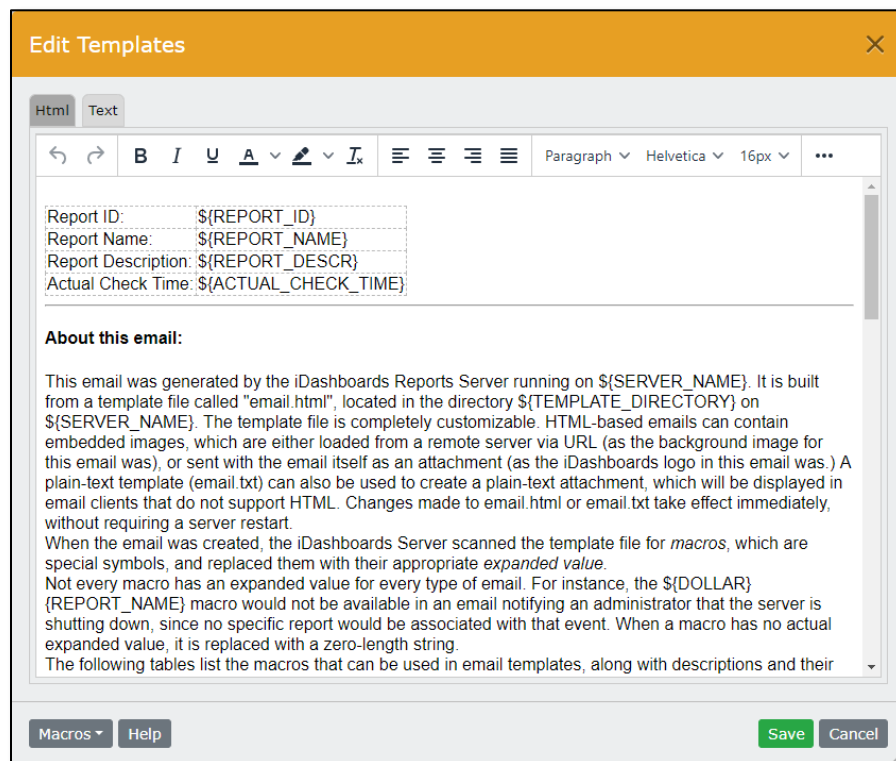 Edit Templates
Html Text
B I U A Paragraph Helvetica 16px
Report ID: ${REPORT_ID}
Report Name: ${REPORT_NAME}
Report Description: ${REPORT_DESCR}
Actual Check Time: ${ACTUAL_CHECK_TIME}
About this email:
This email was generated by the iDashboards Reports Server running on ${SERVER_NAME}. It is built
from a template file called "email.html", located in the directory ${TEMPLATE_DIRECTORY} on
${SERVER_NAME}. The template file is completely customizable. HTML-based emails can contain
embedded images, which are either loaded from a remote server via URL (as the background image for
this email was), or sent with the email itself as an attachment (as the iDashboards logo in this email was.) A
plain-text template (email.txt) can also be used to create a plain-text attachment, which will be displayed in
email clients that do not support HTML. Changes made to email.html or email.txt take effect immediately,
without requiring a server restart.
When the email was created, the iDashboards Server scanned the template file for macros, which are
special symbols, and replaced them with their appropriate expanded value.
Not every macro has an expanded value for every type of email. For instance, the ${DOLLAR}
{REPORT_NAME} macro would not be available in an email notifying an administrator that the server is
shutting down, since no specific report would be associated with that event. When a macro has no actual
expanded value, it is replaced with a zero-length string.
The following tables list the macros that can be used in email templates, along with descriptions and their
Macros Help Save Cancel